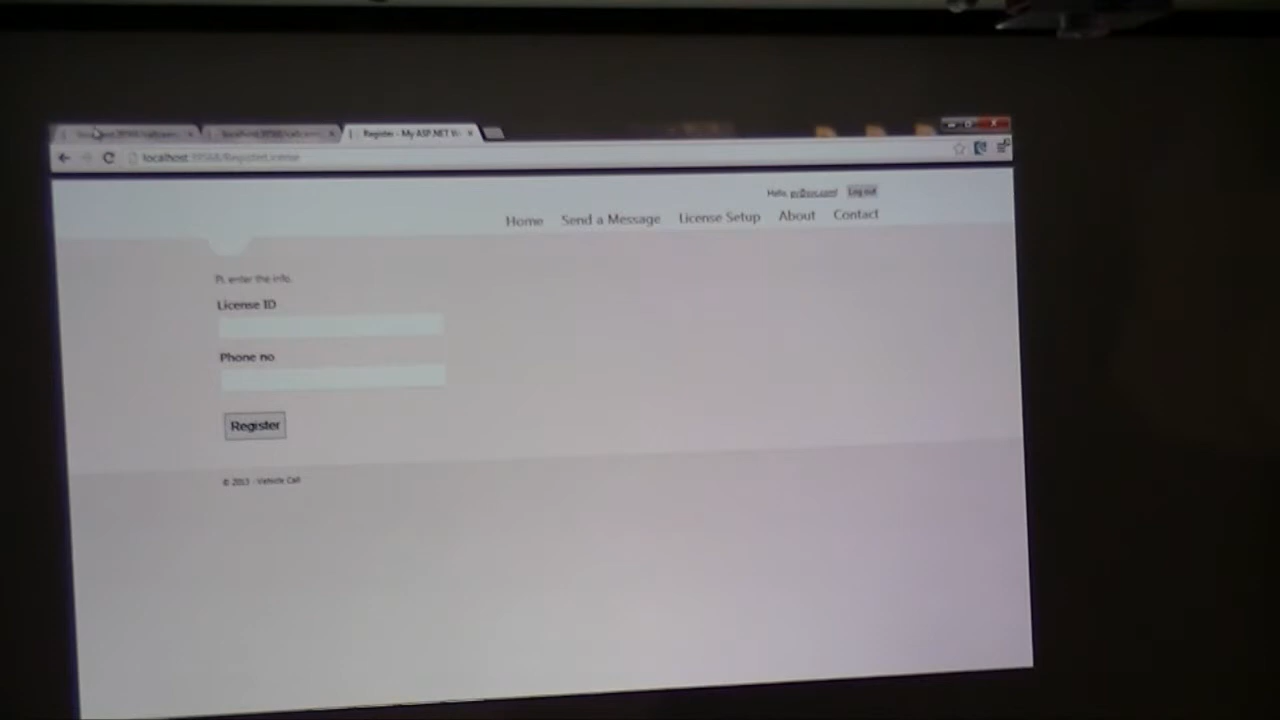 Register - My ASP.NET W
localhost
Hello, Log out
Home Send a Message License Setup About Contact
Pl. enter the info.
License ID
Phone no
Register
© 2013 - Vehicle Call